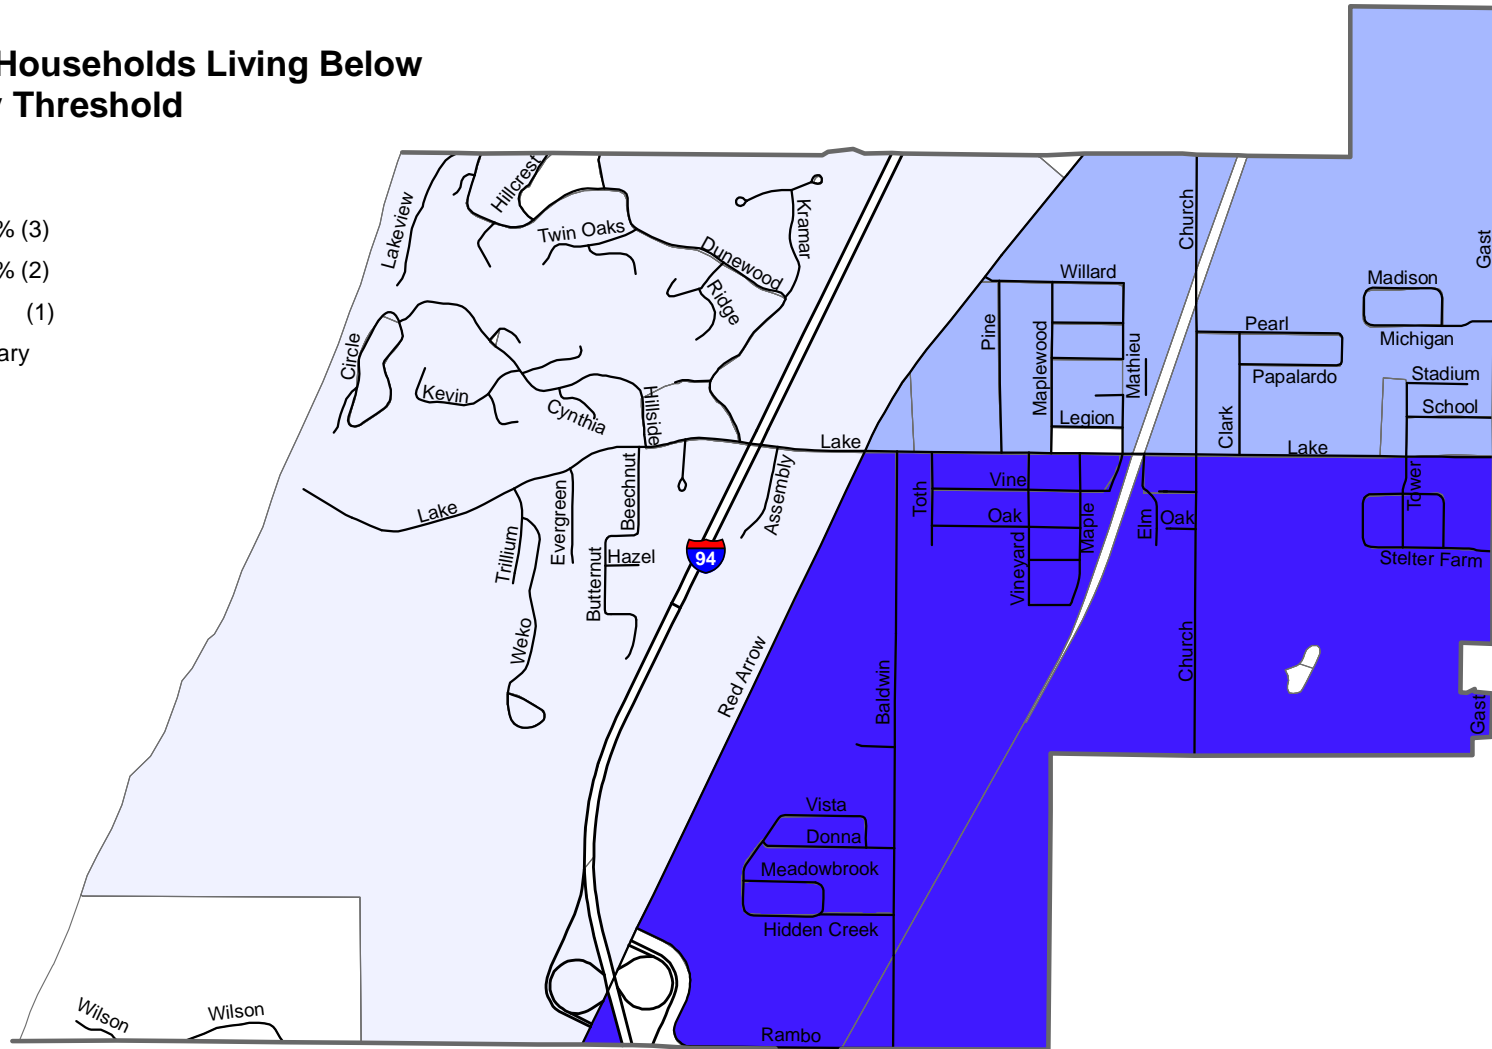 Households Living Below
Threshold
% (3)
% (2)
(1)
ary
Lakeview
Hillcrest
Twin Oaks
Dunewood
Kramar
Ridge
Circle
Kevin
Cynthia
Hillside
Lake
Lake
Trillium
Evergreen
Beechnut
Butternut
Hazel
Weko
94
Assembly
Red Arrow
Church
Willard
Pine
Maplewood
Mathieu
Legion
Pearl
Papalardo
Clark
Lake
Madison
Michigan
Gast
Stadium
School
Tower
Stelter Farm
Toth
Vine
Oak
Vineyard
Maple
Elm
Oak
Church
Gast
Baldwin
Vista
Donna
Meadowbrook
Hidden Creek
Rambo
Wilson
Wilson